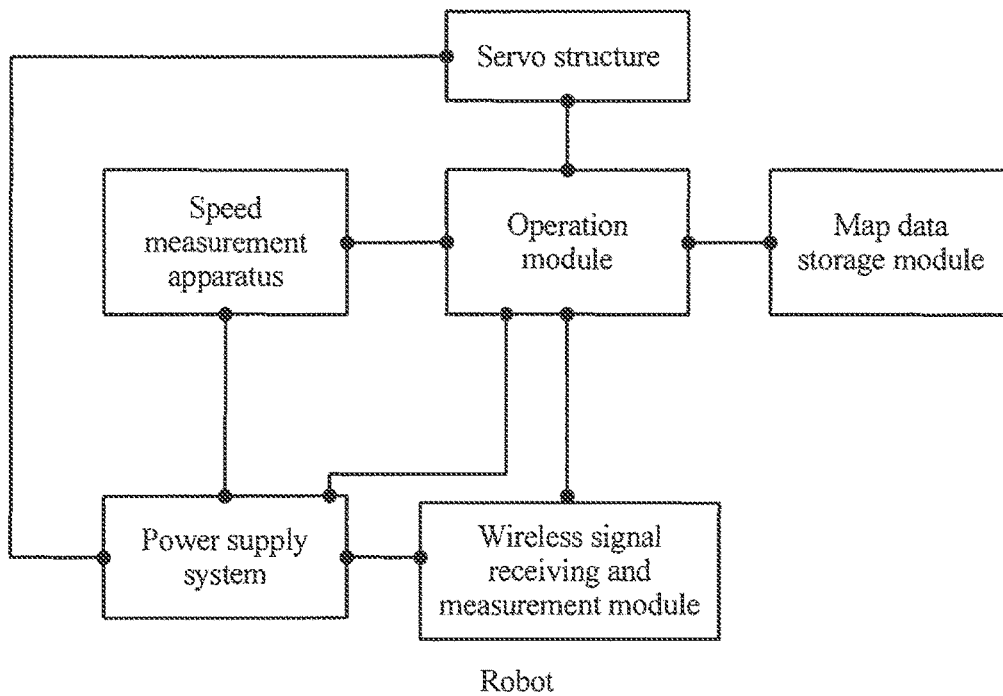 Servo structure
Speed
measurement
apparatus
Operation
module
Map data
storage module
Power supply
system
Wireless signal
receiving and
measurement module
Robot